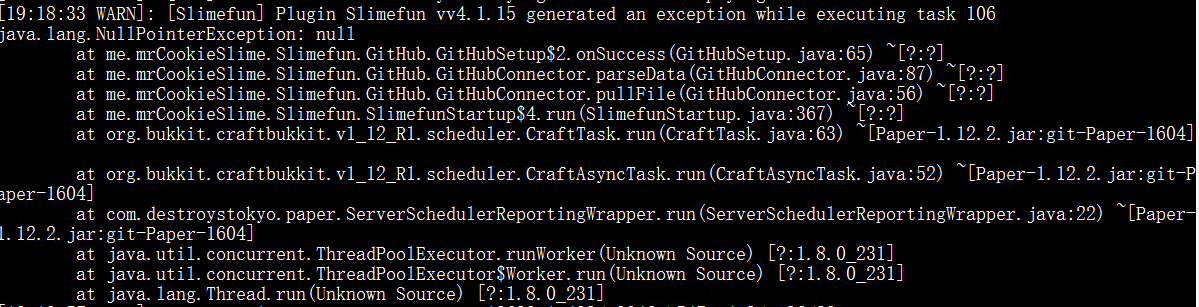 [19:18:33 WARN]: [Slimefun] Plugin Slimefun vv4.1.15 generated an exception while executing task 106
java.lang.NullPointerException: null
at me.mrCookieSlime.Slimefun.GitHub.GitHubSetup$2.onSuccess(GitHubSetup.java:65) ~[?:?]
at me.mrCookieSlime.Slimefun.GitHub.GitHubConnector.parseData(GitHubConnector.java:87) ~[?:?]
at me.mrCookieSlime.Slimefun.GitHub.GitHubConnector.pullFile(GitHubConnector.java:56) ~[?:?]
at me.mrCookieSlime.Slimefun.SlimefunStartup$4.run(SlimefunStartup.java:367) ~[?:?]
at org.bukkit.craftbukkit.v1_12_R1.scheduler.CraftTask.run(CraftTask.java:63) ~[Paper-1.12.2.jar:git-Paper-1604]
at org.bukkit.craftbukkit.v1_12_R1.scheduler.CraftAsyncTask.run(CraftAsyncTask.java:52) ~[Paper-1.12.2.jar:git-P
aper-1604]
at com.destroystokyo.paper.ServerSchedulerReportingWrapper.run(ServerSchedulerReportingWrapper.java:22) ~[Paper-
1.12.2.jar:git-Paper-1604]
at java.util.concurrent.ThreadPoolExecutor.runWorker(Unknown Source) [?:1.8.0_231]
at java.util.concurrent.ThreadPoolExecutor$Worker.run(Unknown Source) [?:1.8.0_231]
at java.lang.Thread.run(Unknown Source) [?:1.8.0_231]